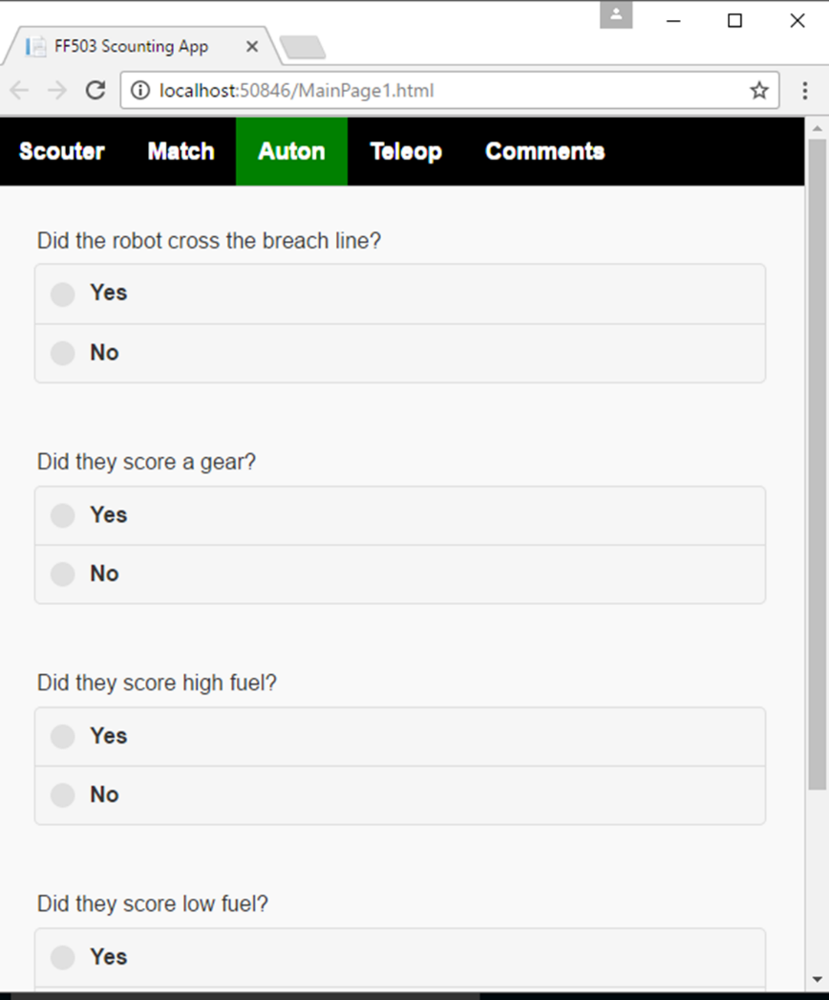 FF503 Scounting App
localhost:50846/MainPage1.html
Scouter Match Auton Teleop Comments
Did the robot cross the breach line?
Yes
No
Did they score a gear?
Yes
No
Did they score high fuel?
Yes
No
Did they score low fuel?
Yes